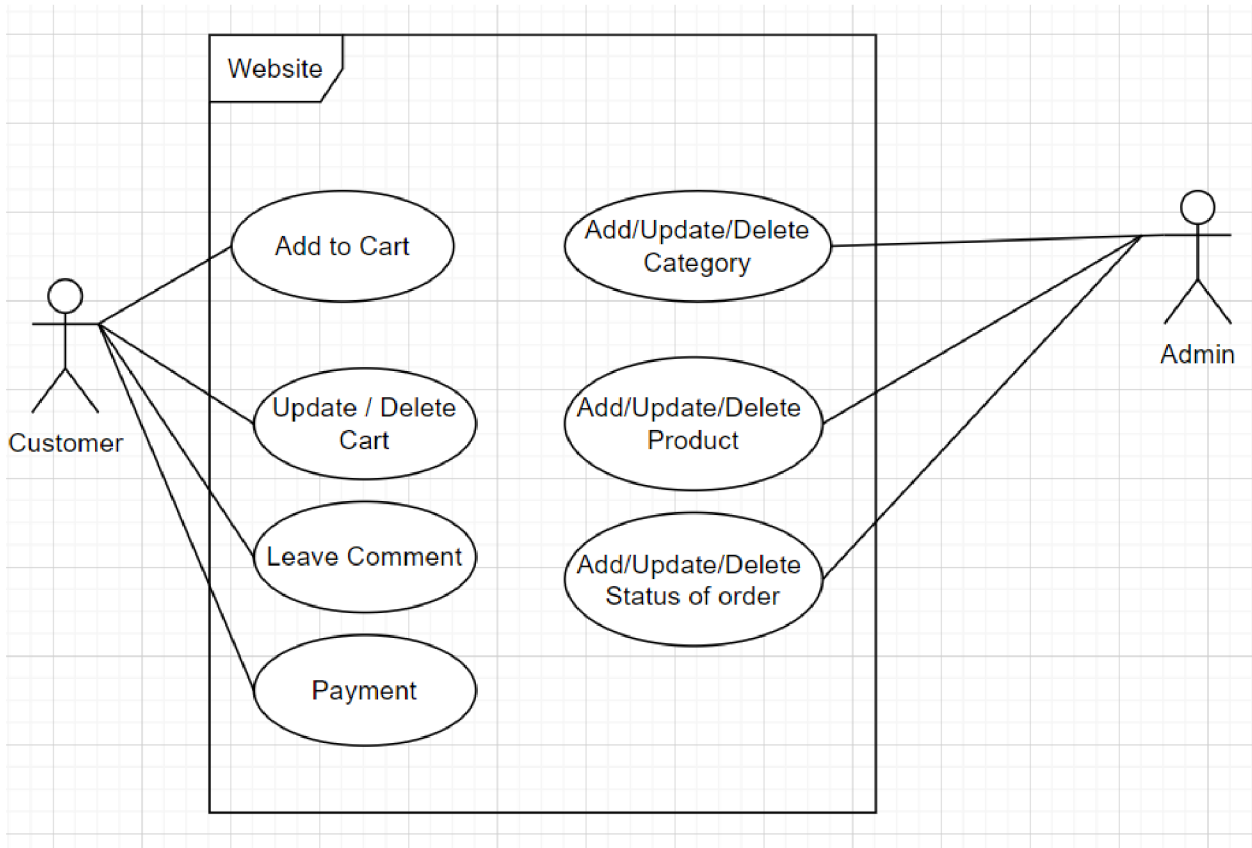 Website
Add to Cart
Add/Update/Delete
Category
Admin
Customer
Update / Delete
Cart
Add/Update/Delete
Product
Leave Comment
Add/Update/Delete
Status of order
Payment